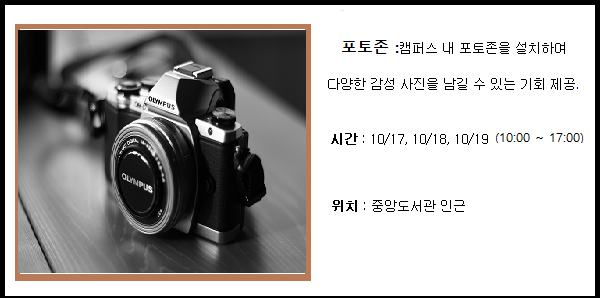 포토존 :캠퍼스 내 포토존을 설치하며
다양한 감성 사진을 남길 수 있는 기회 제공.
시간 : 10/17, 10/18, 10/19 (10:00 ~ 17:00)
위치 : 중앙도서관 인근
OLYMPUS
OLYMPUS